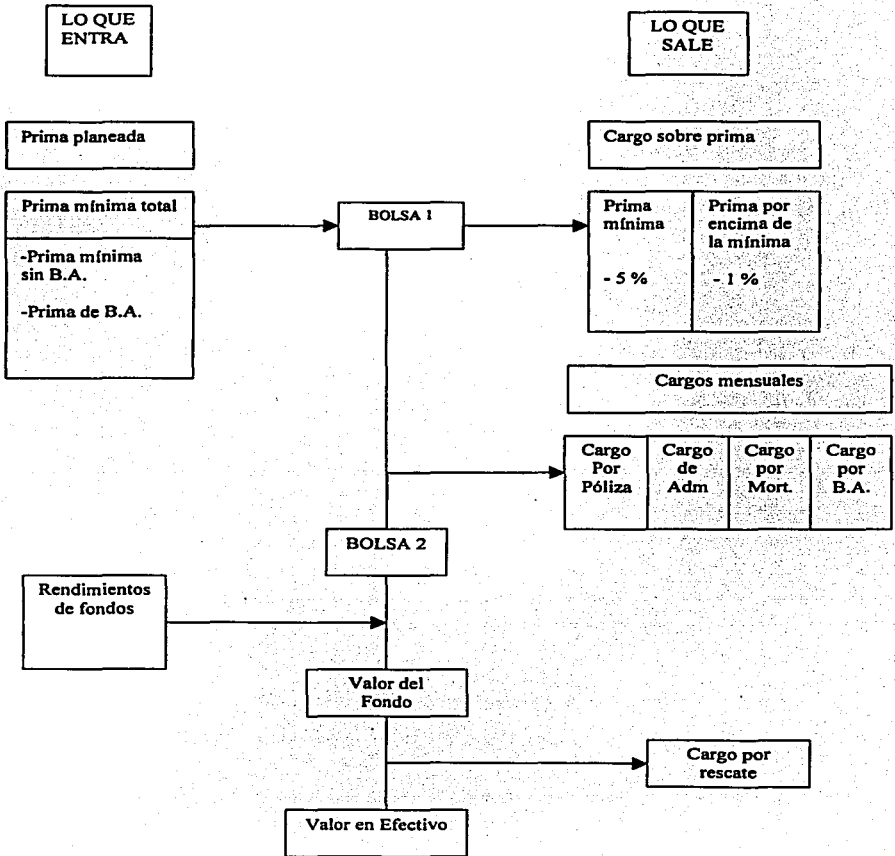 LO QUE
ENTRA
LO QUE
SALE
Prima planeada
Cargo sobre prima
Prima mínima total
-Prima mínima
sin B.A.
-Prima de B.A.
BOLSA 1
Prima
mínima
- 5 %
Prima por
encima de
la mínima
- 1 %
Cargos mensuales
Cargo
Por
Póliza
Cargo
de
Adm
Cargo
por
Mort.
Cargo
por
B.A.
BOLSA 2
Rendimientos
de fondos
Valor del
Fondo
Cargo por
rescate
Valor en Efectivo